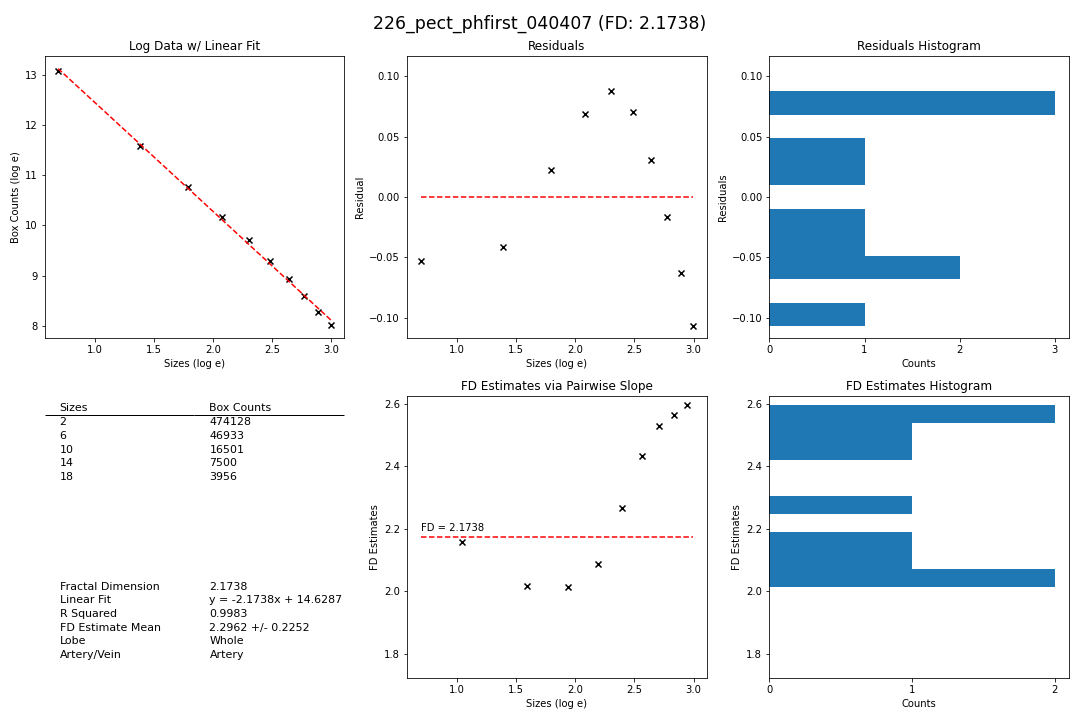 226_pect_phfirst_040407 (FD: 2.1738)
Log Data w/ Linear Fit
Box Counts (log e)
13
12
11
10
9
8
1.0 1.5 2.0 2.5 3.0
Sizes (log e)
Residuals
Residual
0.10
0.05
0.00
−0.05
−0.10
1.0 1.5 2.0 2.5 3.0
Sizes (log e)
Residuals Histogram
Residuals
0.10
0.05
0.00
−0.05
−0.10
0 1 2 3
Counts
Sizes Box Counts
2 474128
6 46933
10 16501
14 7500
18 3956
Fractal Dimension 2.1738
Linear Fit y = -2.1738x + 14.6287
R Squared 0.9983
FD Estimate Mean 2.2962 +/- 0.2252
Lobe Whole
Artery/Vein Artery
FD Estimates via Pairwise Slope
FD Estimates
2.6
2.4
2.2
2.0
1.8
FD = 2.1738
1.0 1.5 2.0 2.5 3.0
Sizes (log e)
FD Estimates Histogram
FD Estimates
2.6
2.4
2.2
2.0
1.8
0 1 2
Counts